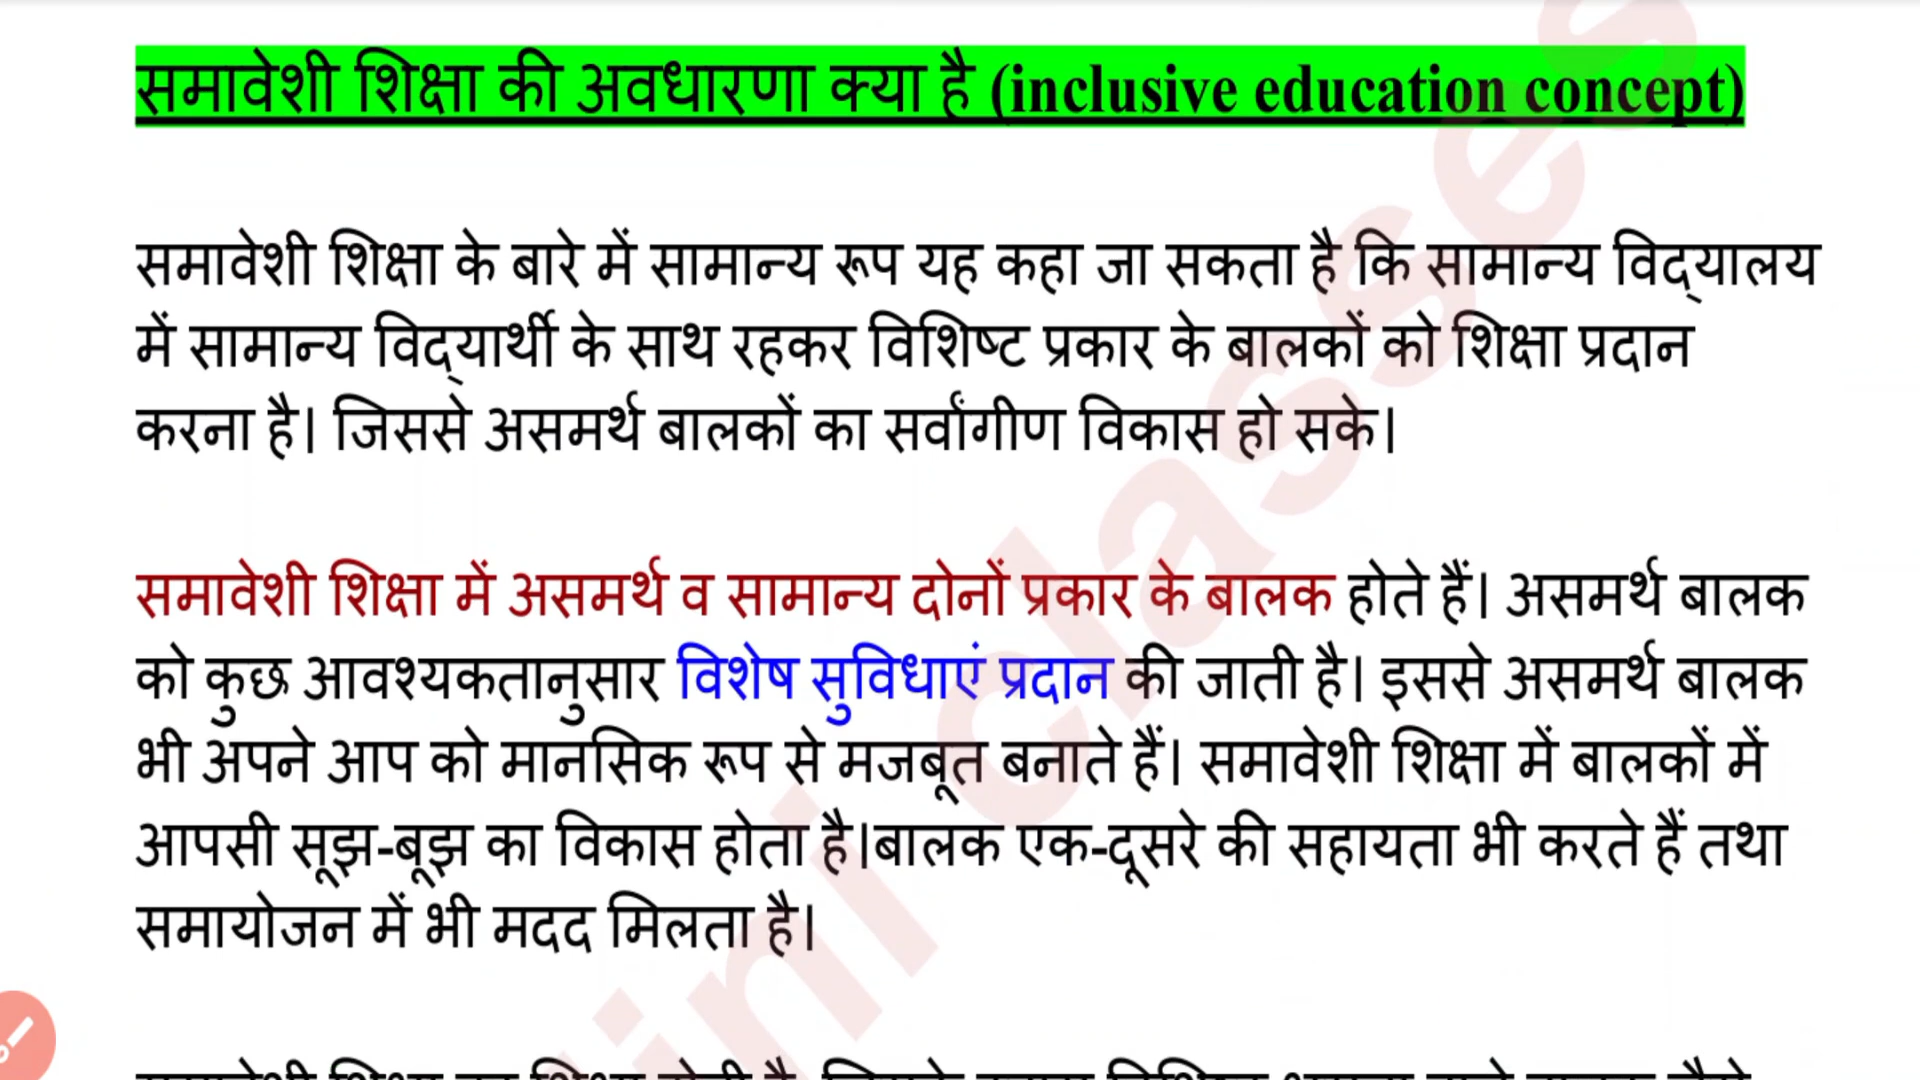 समावेशी शिक्षा की अवधारणा क्या है (inclusive education concept)
समावेशी शिक्षा के बारे में सामान्य रूप यह कहा जा सकता है कि सामान्य विद्यालय
में सामान्य विद्यार्थी के साथ रहकर विशिष्ट प्रकार के बालकों को शिक्षा प्रदान
करना है। जिससे असमर्थ बालकों का सर्वांगीण विकास हो सके।
समावेशी शिक्षा में असमर्थ व सामान्य दोनों प्रकार के बालक होते हैं। असमर्थ बालक
को कुछ आवश्यकतानुसार विशेष सुविधाएं प्रदान की जाती है। इससे असमर्थ बालक
भी अपने आप को मानसिक रूप से मजबूत बनाते हैं। समावेशी शिक्षा में बालकों में
आपसी सूझ-बूझ का विकास होता है।बालक एक-दूसरे की सहायता भी करते हैं तथा
समायोजन में भी मदद मिलता है।
ini classes